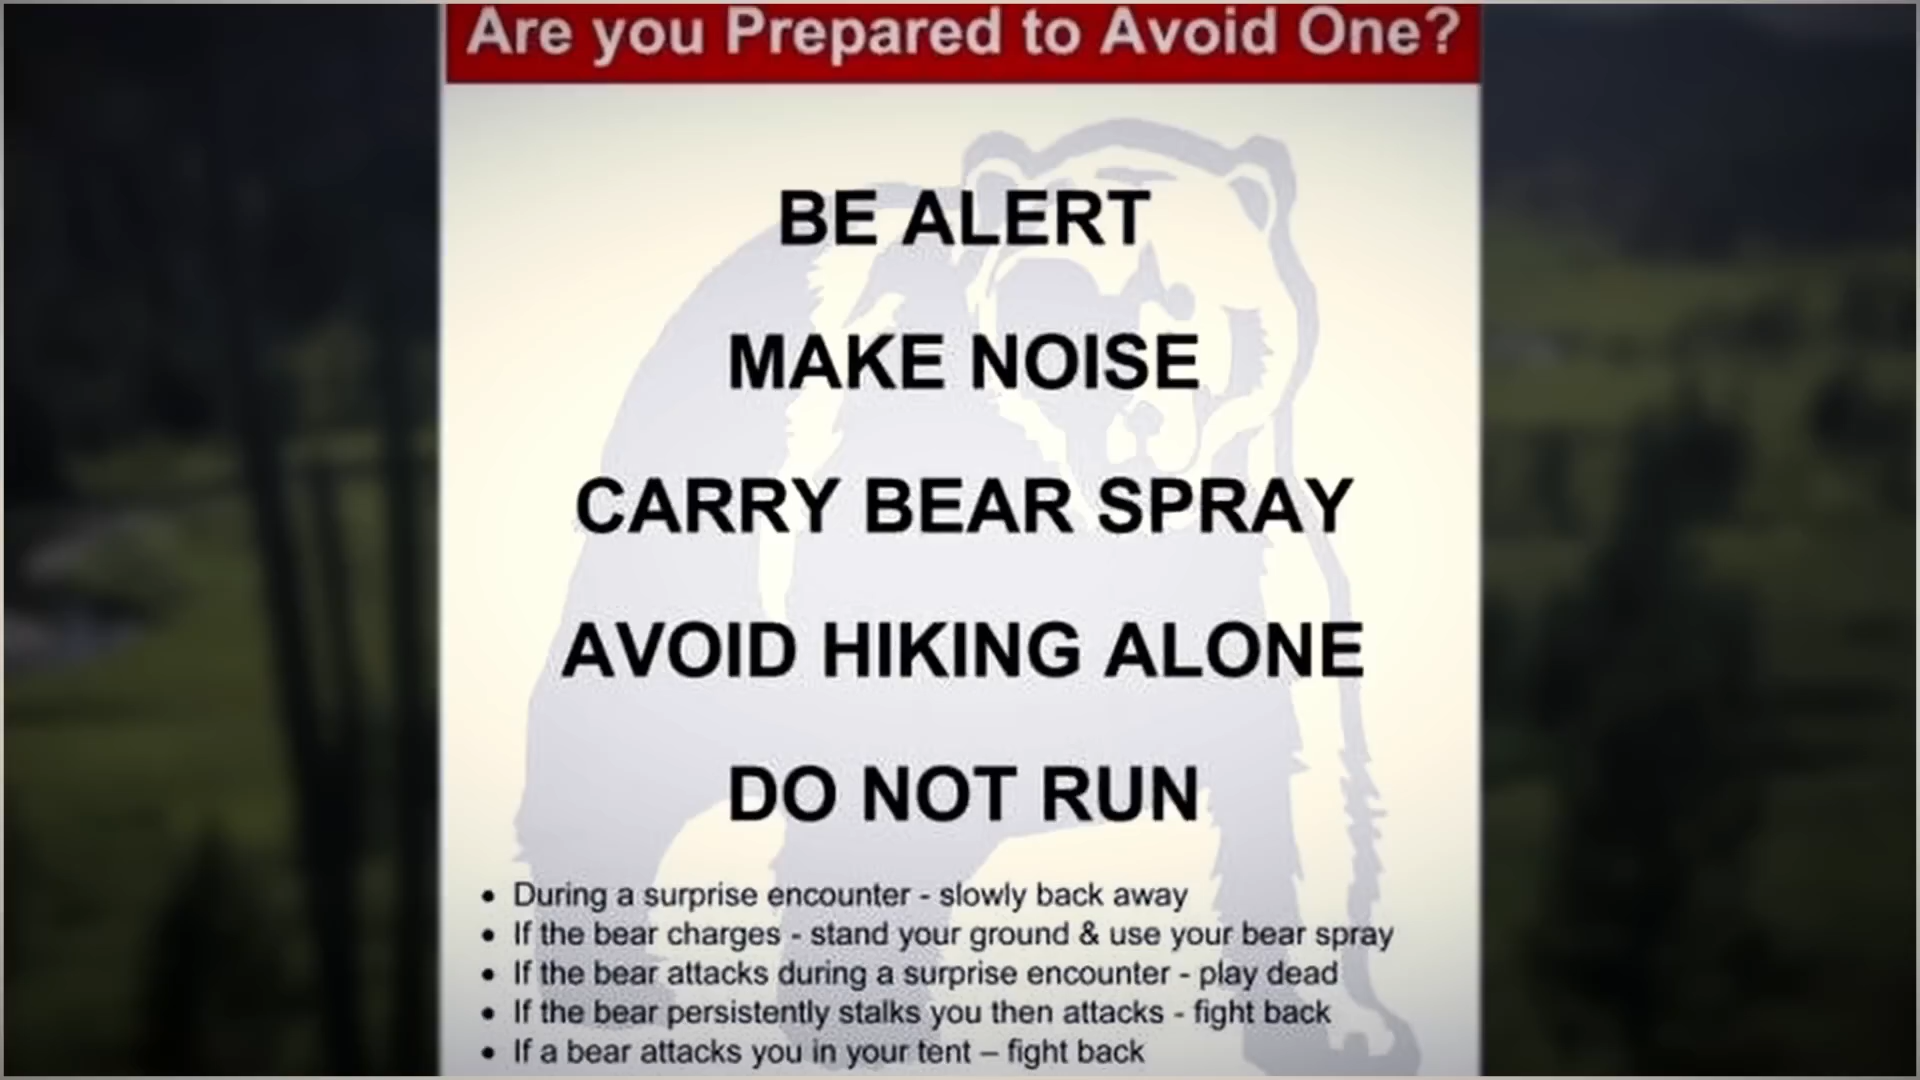 Are you Prepared to Avoid One?
BE ALERT
MAKE NOISE
CARRY BEAR SPRAY
AVOID HIKING ALONE
DO NOT RUN
• During a surprise encounter - slowly back away
• If the bear charges - stand your ground & use your bear spray
• If the bear attacks during a surprise encounter - play dead
• If the bear persistently stalks you then attacks - fight back
• If a bear attacks you in your tent – fight back